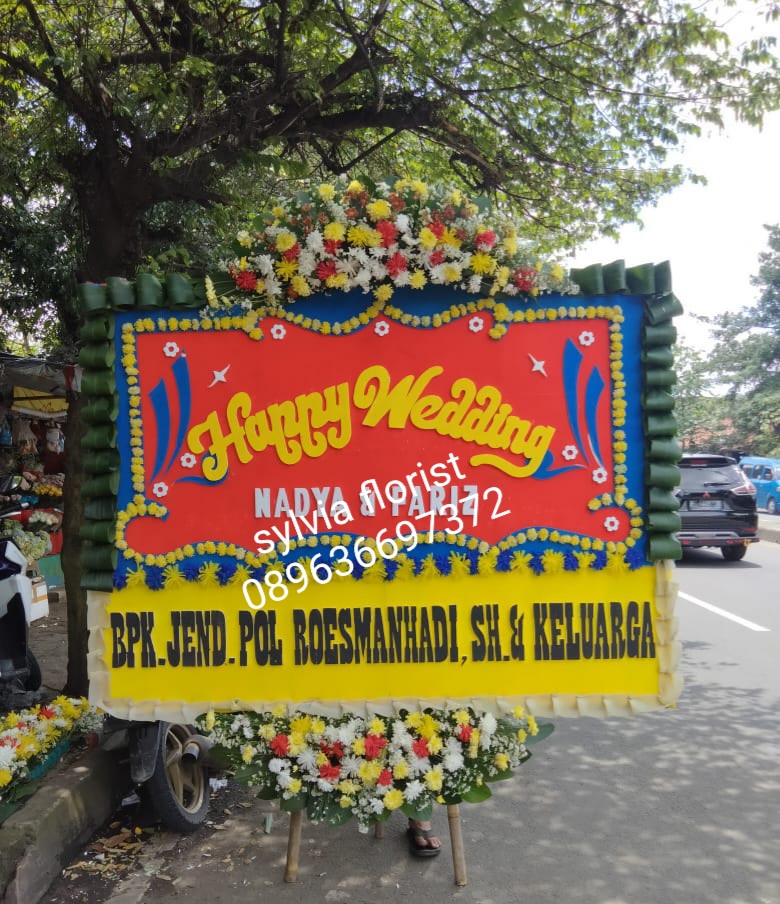 Happy Wedding
NADYA & FARIZ
sylvia florist
089636697372
BPK.JEND.POL ROESMANHADI, SH.& KELUARGA